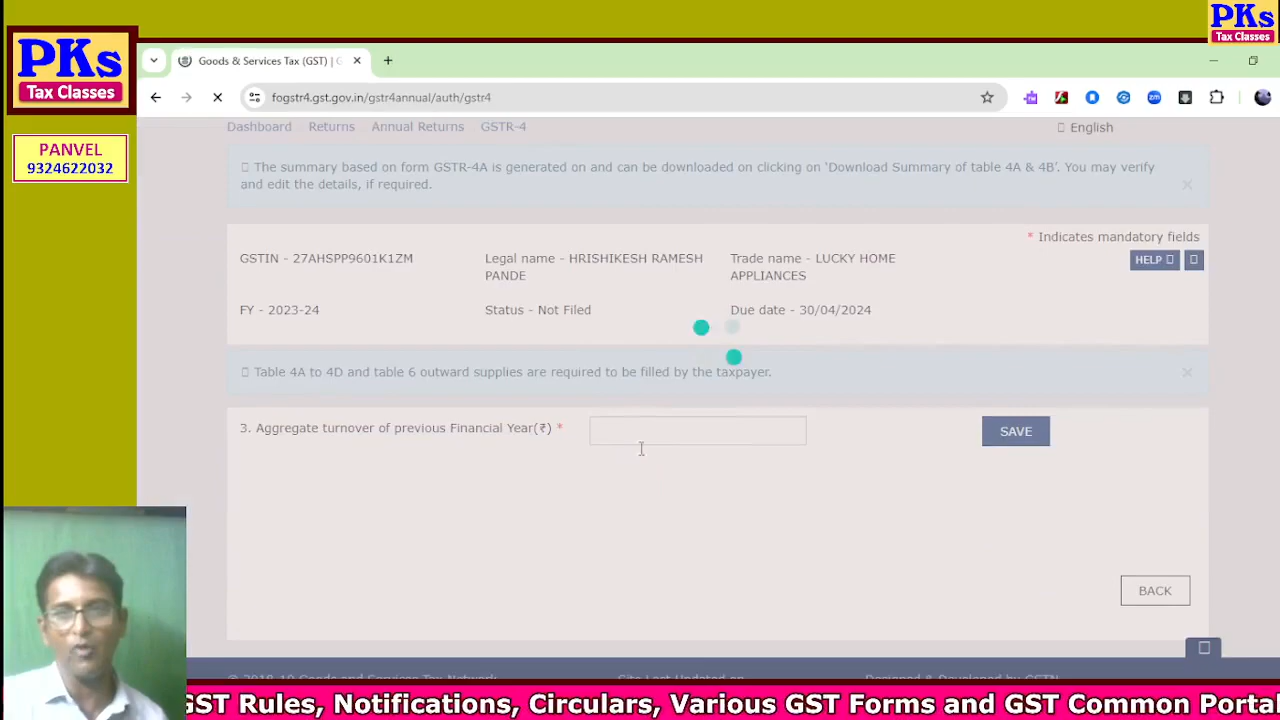 PKs
Tax Classes
PKs
Tax Classes
PANVEL
9324622032
Goods & Services Tax (GST) | G
fogstr4.gst.gov.in/gstr4annual/auth/gstr4
Dashboard Returns Annual Returns GSTR-4
English
The summary based on form GSTR-4A is generated on and can be downloaded on clicking on 'Download Summary of table 4A & 4B'. You may verify
and edit the details, if required.
* Indicates mandatory fields
GSTIN - 27AHSPP9601K1ZM
Legal name - HRISHIKESH RAMESH
PANDE
Trade name - LUCKY HOME
APPLIANCES
HELP
FY - 2023-24
Status - Not Filed
Due date - 30/04/2024
Table 4A to 4D and table 6 outward supplies are required to be filled by the taxpayer.
3. Aggregate turnover of previous Financial Year(₹) *
SAVE
BACK
GST Rules, Notifications, Circulars, Various GST Forms and GST Common Porta